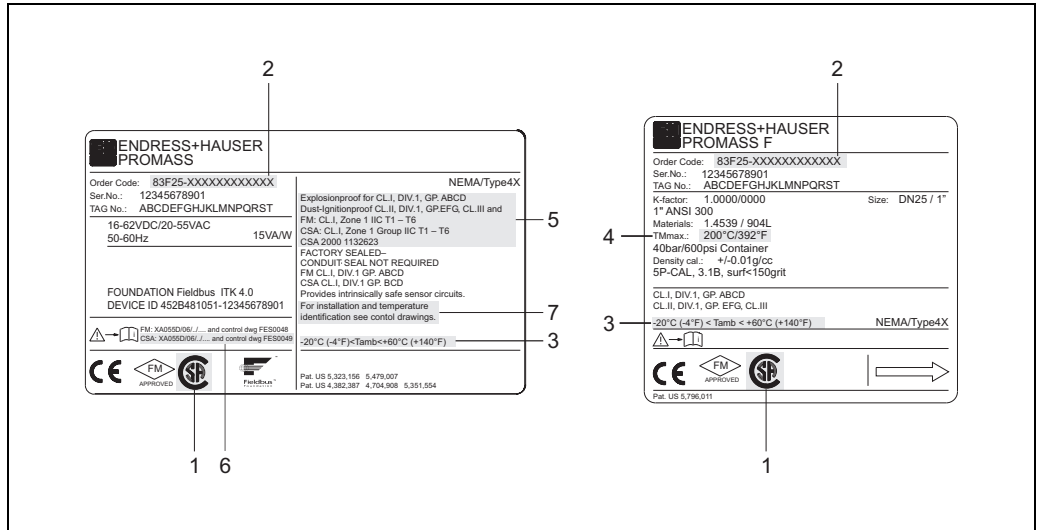 2
ENDRESS+HAUSER
PROMASS
Order Code: 83F25-XXXXXXXXXXXX
Ser.No.: 12345678901
TAG No.: ABCDEFGHJKLMNPQRST
16-62VDC/20-55VAC
50-60Hz 15VA/W
FOUNDATION Fieldbus ITK 4.0
DEVICE ID 452B481051-12345678901
FM: XA055D/06/../.... and control dwg FES0048
CSA: XA055D/06/../.... and control dwg FES0049
CE
FM
APPROVED
SA
Fieldbus
FOUNDATION
NEMA/Type4X
Explosionproof for CL.I, DIV.1, GP. ABCD
Dust-Ignitionproof CL.II, DIV.1, GP.EFG, CL.III and
FM: CL.I, Zone 1 IIC T1 – T6
CSA: CL.I, Zone 1 Group IIC T1 – T6
CSA 2000 1132623
FACTORY SEALED–
CONDUIT SEAL NOT REQUIRED
FM CL.I, DIV.1 GP. ABCD
CSA CL.I, DIV.1 GP. BCD
Provides intrinsically safe sensor circuits.
For installation and temperature
identification see contol drawings.
-20°C (-4°F)<Tamb<+60°C (+140°F)
Pat. US 5,323,156 5,479,007
Pat. US 4,382,387 4,704,908 5,351,554
5
7
3
1
6
2
ENDRESS+HAUSER
PROMASS F
Order Code: 83F25-XXXXXXXXXXXX
Ser.No.: 12345678901
TAG No.: ABCDEFGHJKLMNPQRST
K-factor: 1.0000/0000 Size: DN25 / 1"
1" ANSI 300
Materials: 1.4539 / 904L
4
TMmax.: 200°C/392°F
40bar/600psi Container
Density cal.: +/-0.01g/cc
5P-CAL, 3.1B, surf<150grit
CL.I, DIV.1, GP. ABCD
CL.II, DIV.1, GP. EFG, CL.III
3
-20°C (-4°F) < Tamb < +60°C (+140°F) NEMA/Type4X
CE
FM
APPROVED
SA
Pat. US 5,796,011
1